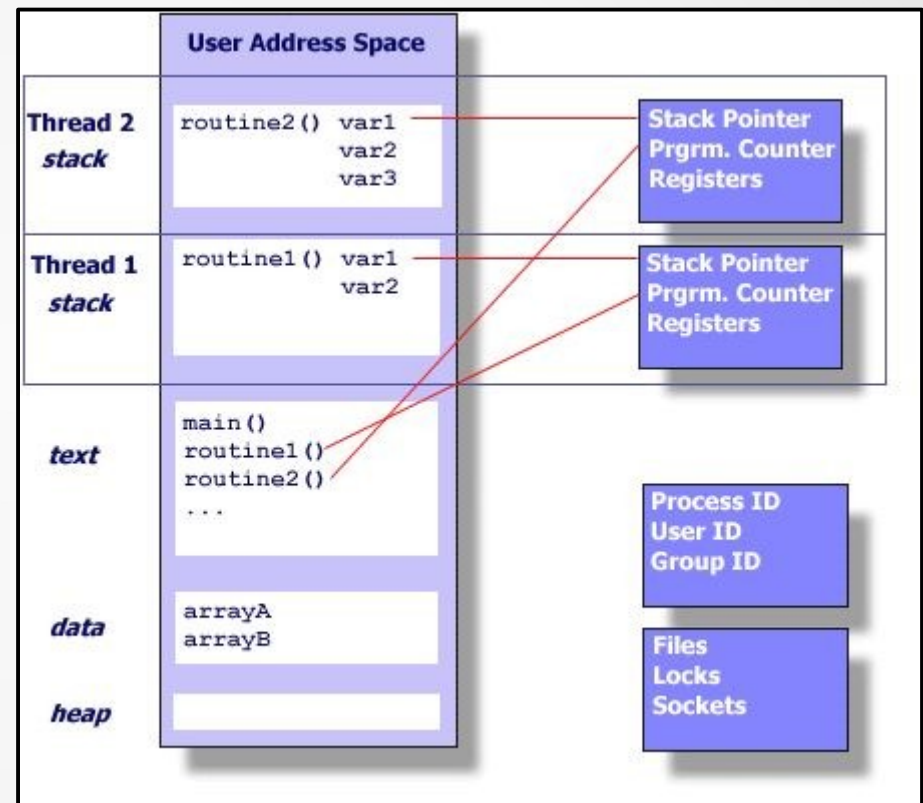 User Address Space
Thread 2
stack
routine2() var1
var2
var3
Stack Pointer
Prgrm. Counter
Registers
Thread 1
stack
routine1() var1
var2
Stack Pointer
Prgrm. Counter
Registers
text
main()
routine1()
routine2()
...
Process ID
User ID
Group ID
data
arrayA
arrayB
Files
Locks
Sockets
heap